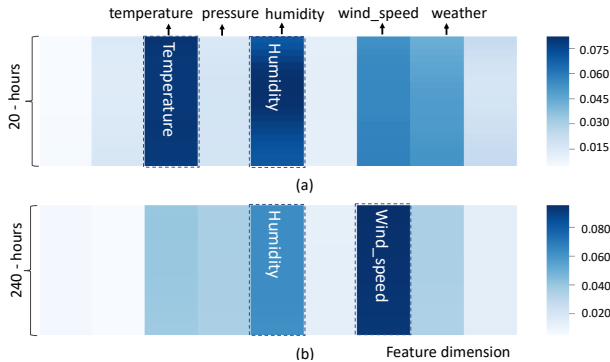 temperature pressure humidity wind_speed weather
20 - hours
Temperature
Humidity
0.075
0.060
0.045
0.030
0.015
(a)
240 - hours
Humidity
Wind_speed
0.080
0.060
0.040
0.020
(b)
Feature dimension